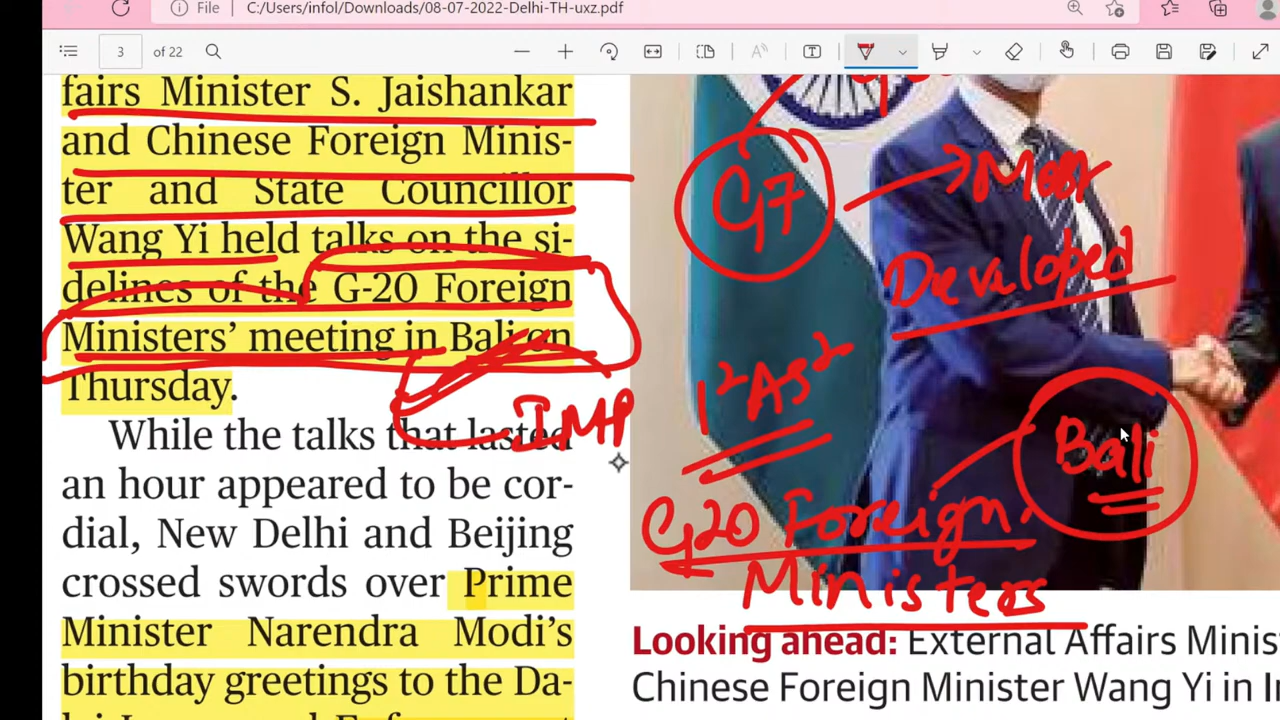 File C:/Users/infol/Downloads/08-07-2022-Delhi-TH-uxz.pdf
3 of 22
fairs Minister S. Jaishankar
and Chinese Foreign Minis-
ter and State Councillor
Wang Yi held talks on the si-
delines of the G-20 Foreign
Ministers’ meeting in Bali on
Thursday.
While the talks that lasted
an hour appeared to be cor-
dial, New Delhi and Beijing
crossed swords over Prime
Minister Narendra Modi’s
birthday greetings to the Da-
IMP
G7
Most
Devaloped
1²As²
Bali
G20 Foreign
Ministers
Looking ahead: External Affairs Minis
Chinese Foreign Minister Wang Yi in I